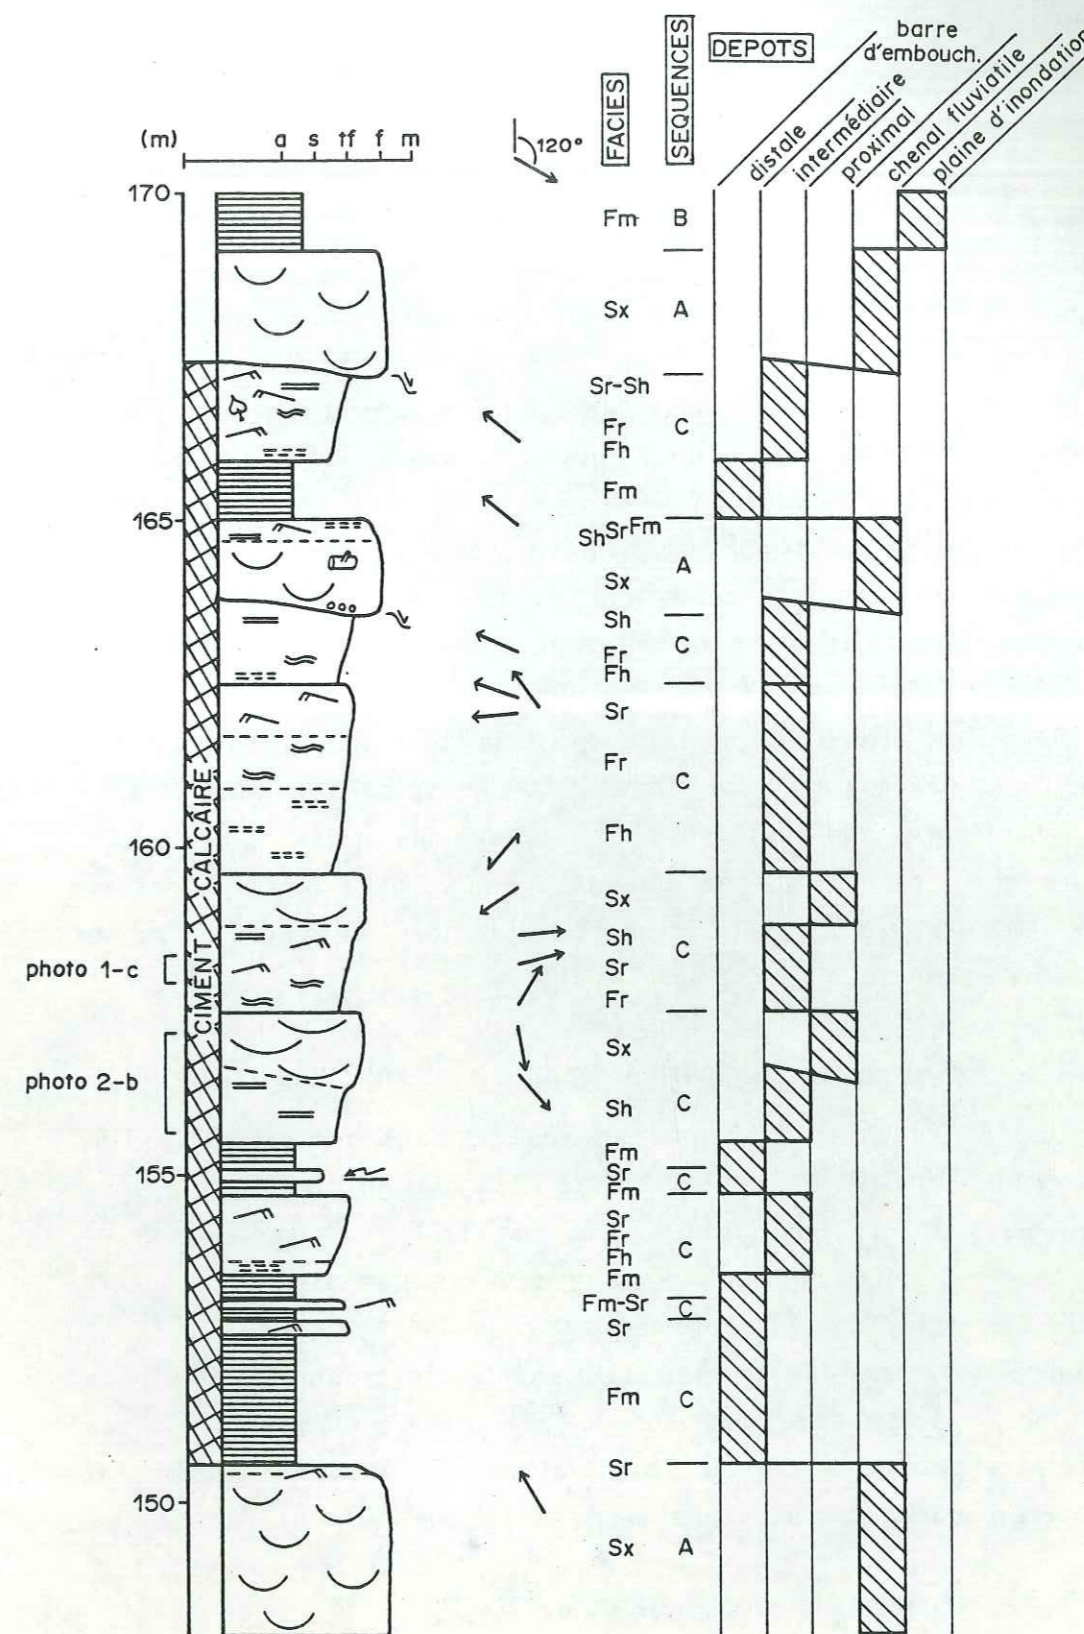 DEPOTS
barre
d'embouch.
distale
intermédiaire
proximal
chenal fluviatile
plaine d'inondation
FACIES
SEQUENCES
(m)
a s tf f m
120°
170
Fm B
Sx A
Sr-Sh
Fr C
Fh
Fm
165
ShSrFm
Sx A
Sh
Fr C
Fh
Sr
Fr
C
Fh
160
CIMENT CALCAIRE
Sx
Sh
C
photo 1-c
Sr
Fr
Sx
photo 2-b
Sh C
Fm
155
Sr C
Fm
Sr
Fr
C
Fh
Fm
Fm-Sr C
Sr
Fm C
Sr
150
Sx A